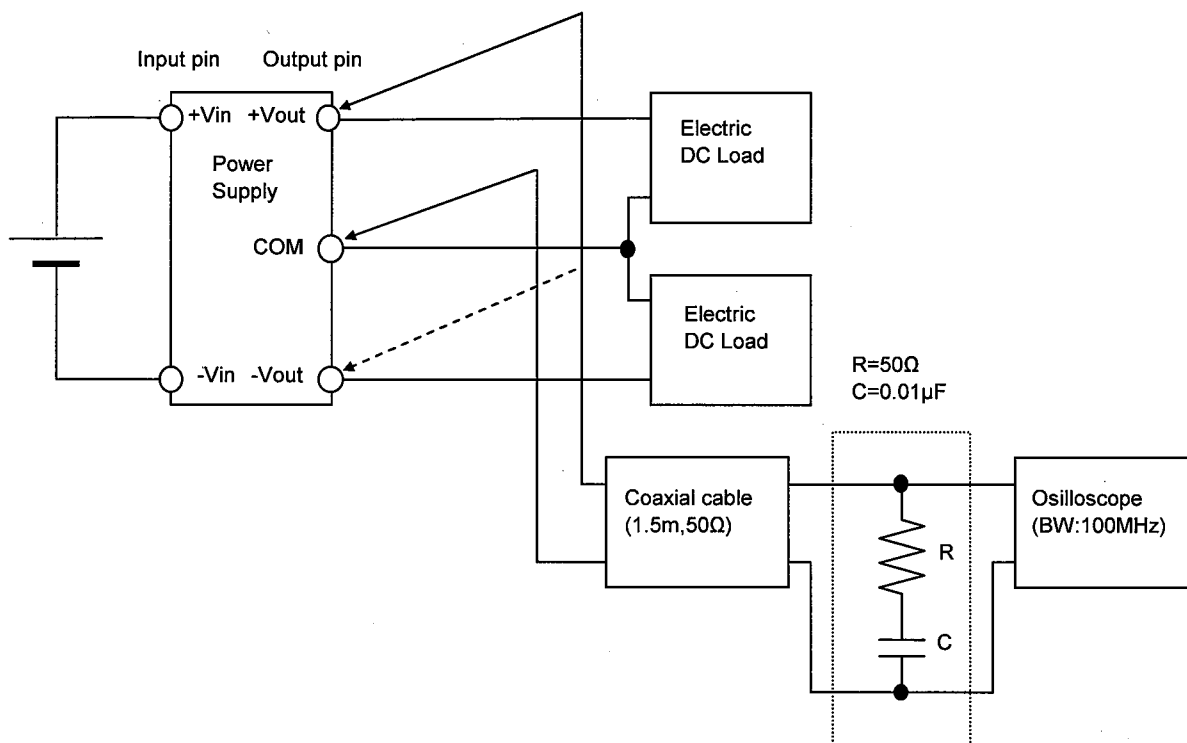 Input pin Output pin
+Vin +Vout
Power
Supply
COM
-Vin -Vout
Electric
DC Load
Electric
DC Load
R=50Ω
C=0.01µF
Coaxial cable
(1.5m,50Ω)
R
C
Osilloscope
(BW:100MHz)